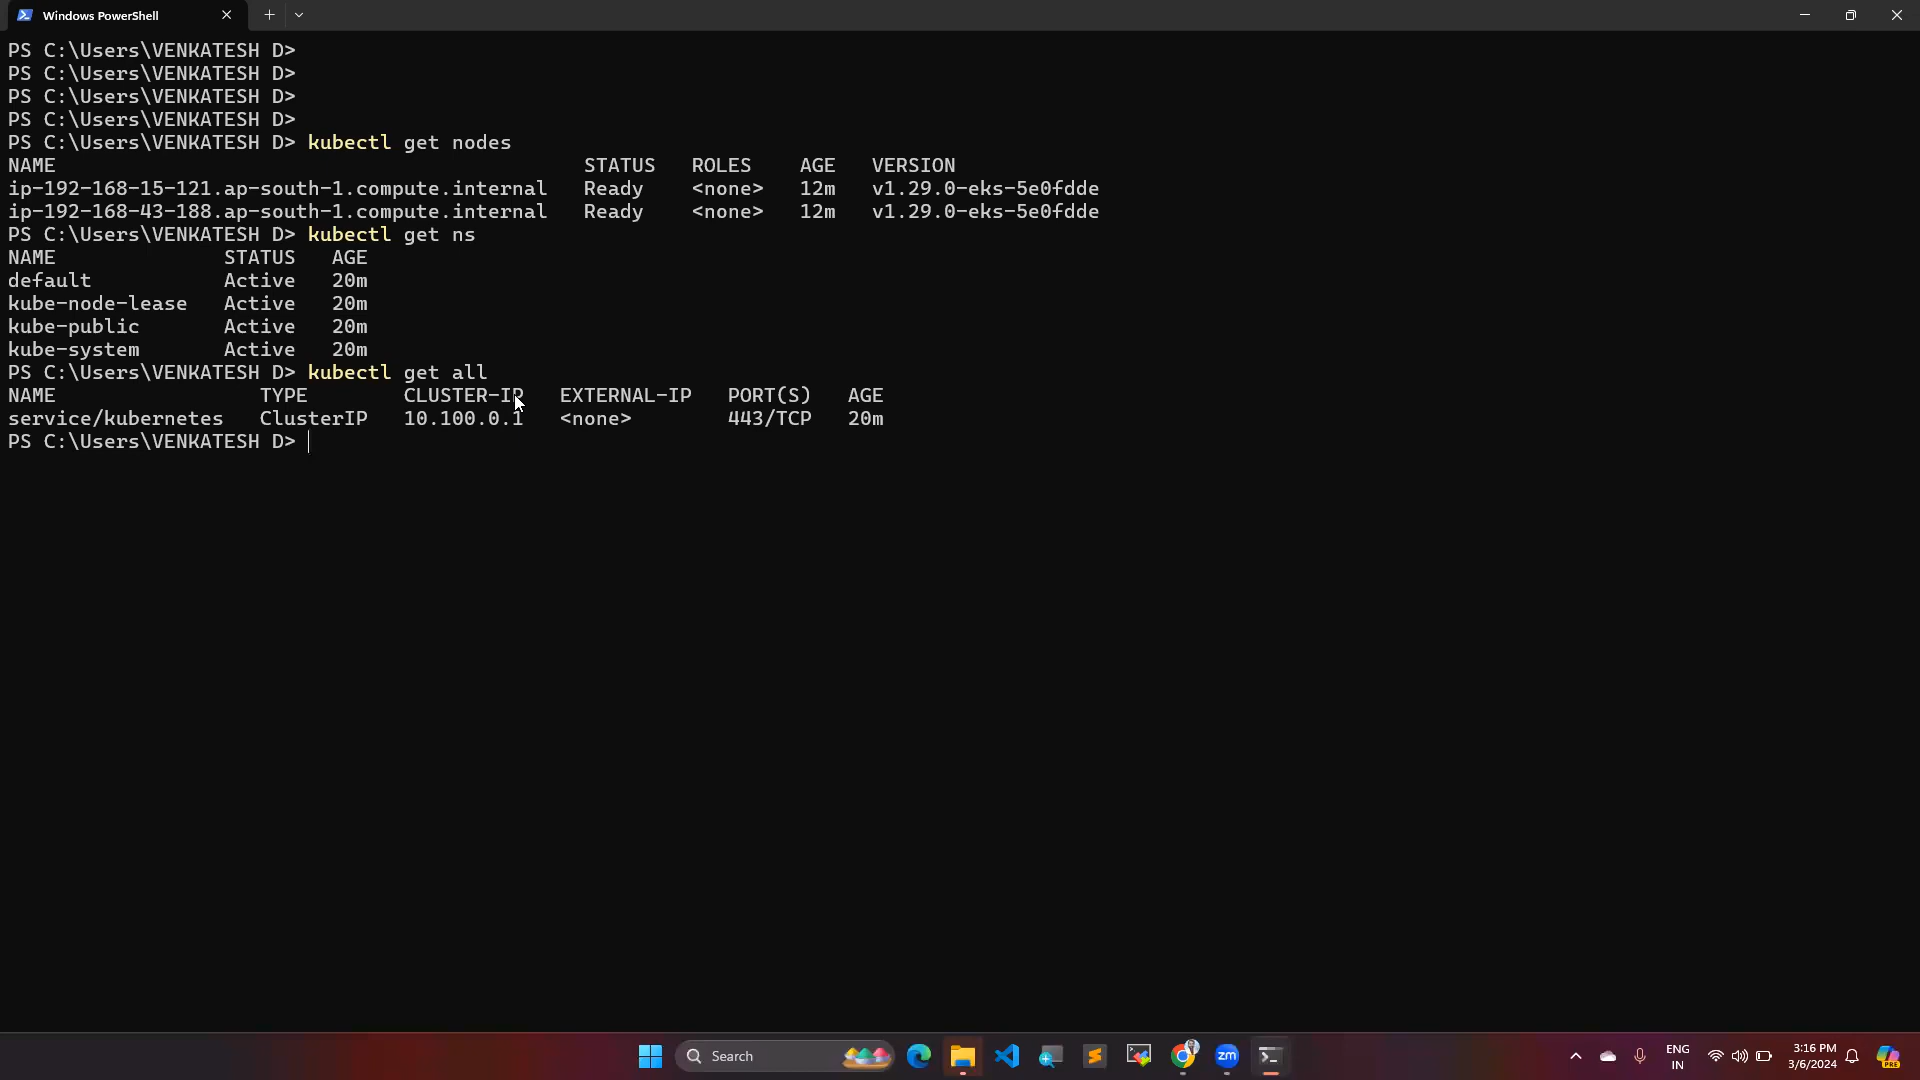 Windows PowerShell
PS C:\Users\VENKATESH D>
PS C:\Users\VENKATESH D>
PS C:\Users\VENKATESH D>
PS C:\Users\VENKATESH D>
PS C:\Users\VENKATESH D> kubectl get nodes
NAME STATUS ROLES AGE VERSION
ip-192-168-15-121.ap-south-1.compute.internal Ready <none> 12m v1.29.0-eks-5e0fdde
ip-192-168-43-188.ap-south-1.compute.internal Ready <none> 12m v1.29.0-eks-5e0fdde
PS C:\Users\VENKATESH D> kubectl get ns
NAME STATUS AGE
default Active 20m
kube-node-lease Active 20m
kube-public Active 20m
kube-system Active 20m
PS C:\Users\VENKATESH D> kubectl get all
NAME TYPE CLUSTER-IP EXTERNAL-IP PORT(S) AGE
service/kubernetes ClusterIP 10.100.0.1 <none> 443/TCP 20m
PS C:\Users\VENKATESH D>
Search
zm
ENG
IN
3:16 PM
3/6/2024
PRE